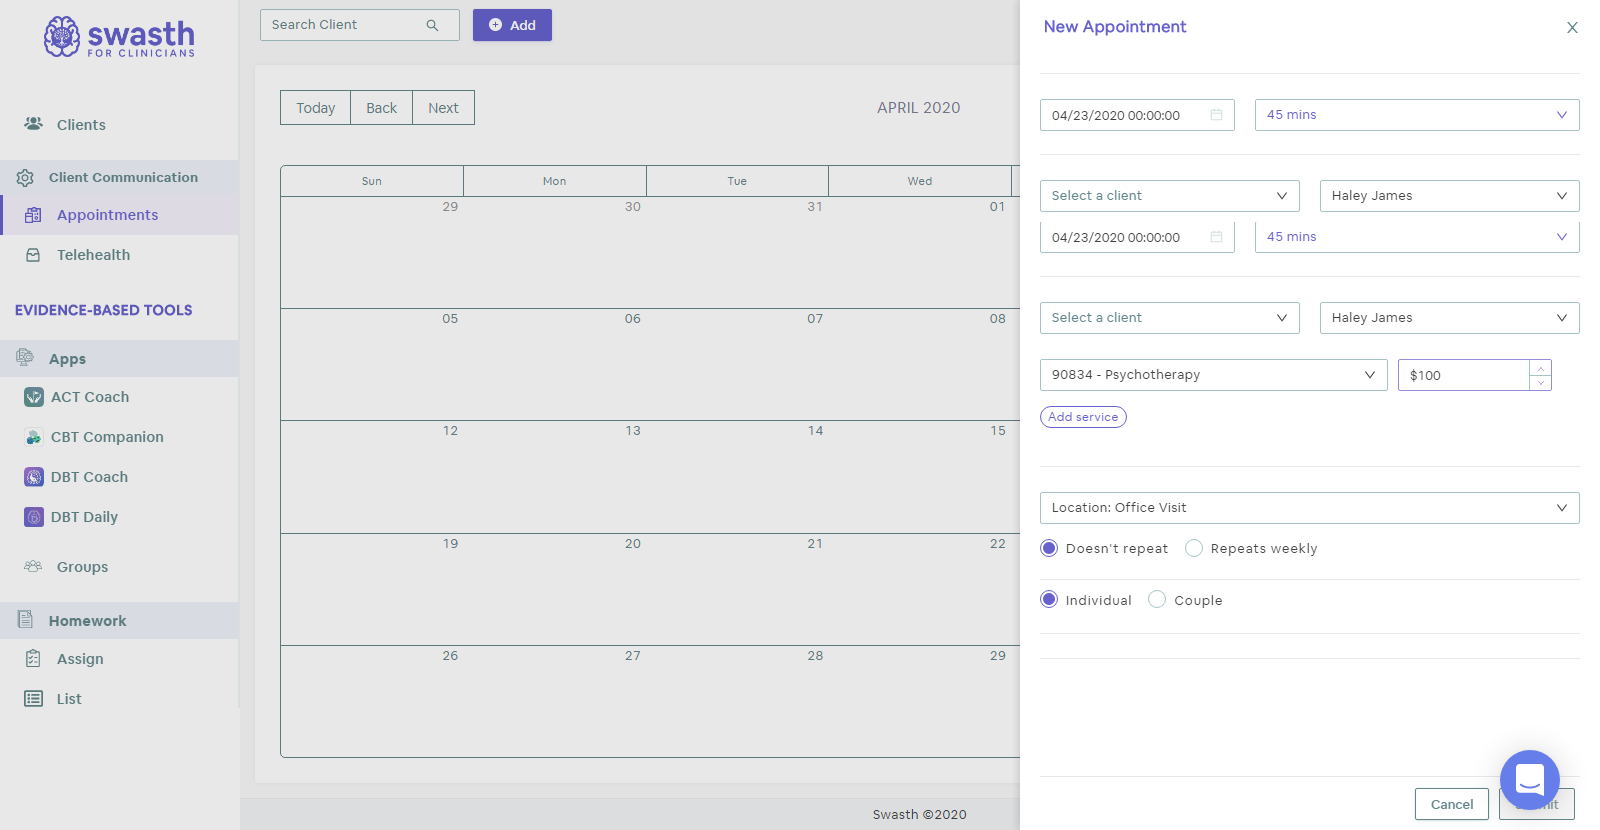 swasth
FOR CLINICIANS
Clients
Client Communication
Appointments
Telehealth
EVIDENCE-BASED TOOLS
Apps
ACT Coach
CBT Companion
DBT Coach
DBT Daily
Groups
Homework
Assign
List
Search Client
Add
Today Back Next
APRIL 2020
Sun Mon Tue Wed
29 30 31 01
05 06 07 08
12 13 14 15
19 20 21 22
26 27 28 29
Swasth ©2020
New Appointment
04/23/2020 00:00:00 45 mins
Select a client Haley James
04/23/2020 00:00:00 45 mins
Select a client Haley James
90834 - Psychotherapy $100
Add service
Location: Office Visit
Doesn't repeat Repeats weekly
Individual Couple
Cancel